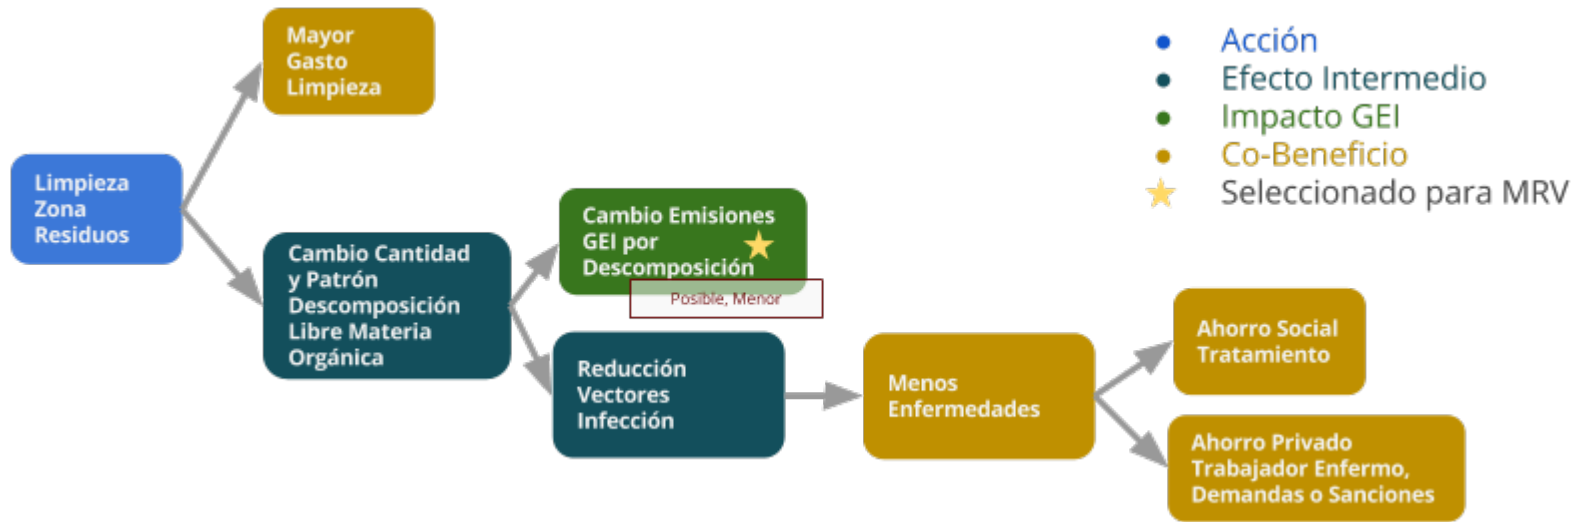 Mayor
Gasto
Limpieza
Acción
Efecto Intermedio
Impacto GEI
Co-Beneficio
Seleccionado para MRV
Limpieza
Zona
Residuos
Cambio Cantidad
y Patrón
Descomposición
Libre Materia
Orgánica
Cambio Emisiones
GEI por
Descomposición
Posible, Menor
Reducción
Vectores
Infección
Menos
Enfermedades
Ahorro Social
Tratamiento
Ahorro Privado
Trabajador Enfermo,
Demandas o Sanciones